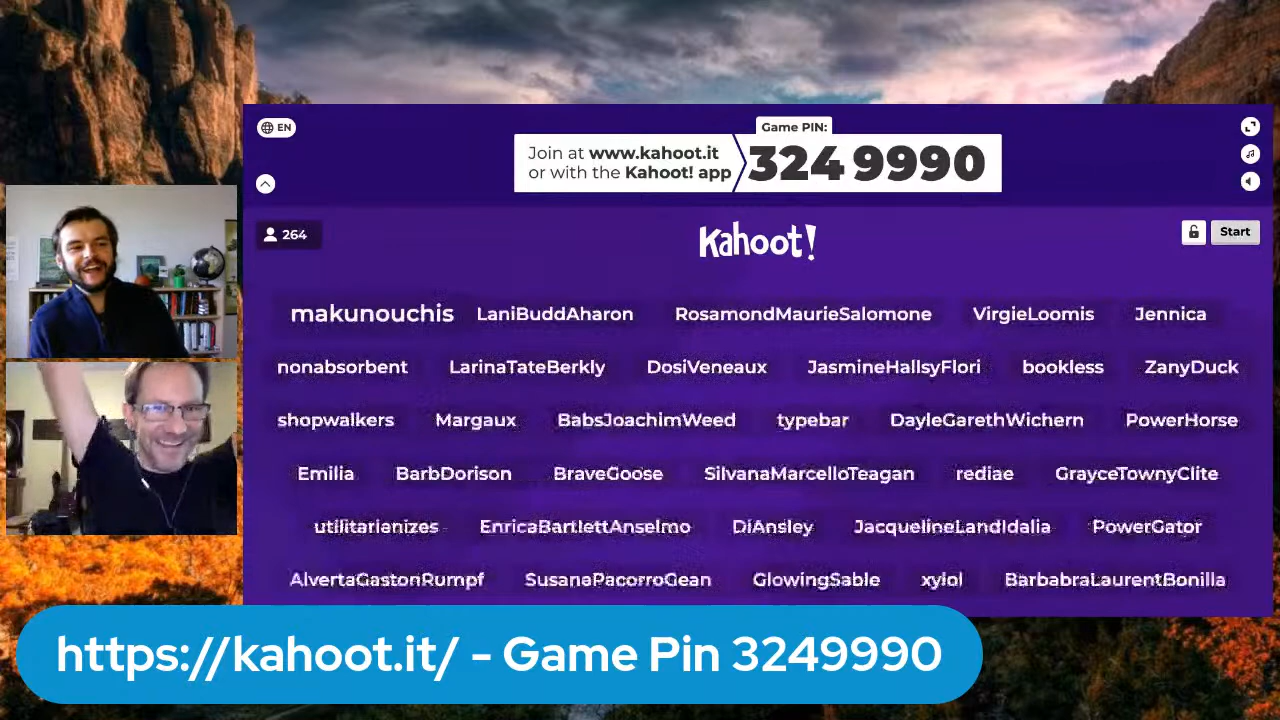 EN
Game PIN:
Join at www.kahoot.it
or with the Kahoot! app
324 9990
264
Kahoot!
Start
makunouchis LaniBuddAharon RosamondMaurieSalomone VirgieLoomis Jennica
nonabsorbent LarinaTateBerkly DosiVeneaux JasmineHallsyFlori bookless ZanyDuck
shopwalkers Margaux BabsJoachimWeed typebar DayleGarethWichern PowerHorse
Emilia BarbDorison BraveGoose SilvanaMarcelloTeagan rediae GrayceTownyClite
utilitarianizes EnricaBartlettAnselmo DiAnsley JacquelineLandIdalia PowerGator
AlvertaGastonRumpf SusanaPacorroGean GlowingSable xylol BarbabraLaurentBonilla
https://kahoot.it/ - Game Pin 3249990